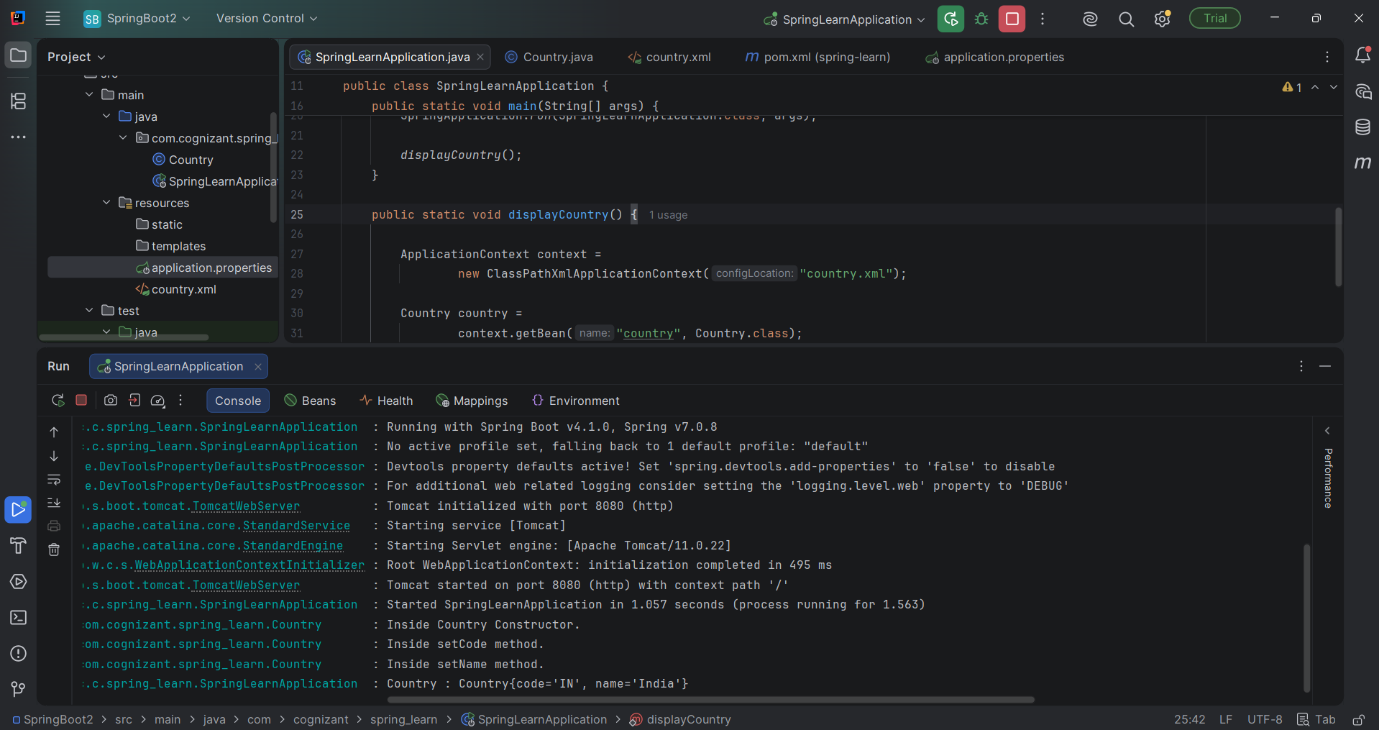 SB SpringBoot2 Version Control SpringLearnApplication Trial
Project
src
main
java
com.cognizant.spring_
Country
SpringLearnApplica
resources
static
templates
application.properties
country.xml
test
java
SpringLearnApplication.java Country.java country.xml pom.xml (spring-learn) application.properties
11 public class SpringLearnApplication { 1
16 public static void main(String[] args) {
20 SpringApplication.run(SpringLearnApplication.class, args);
21
22 displayCountry();
23 }
24
25 public static void displayCountry() { 1 usage
26
27 ApplicationContext context =
28 new ClassPathXmlApplicationContext( configLocation: "country.xml");
29
30 Country country =
31 context.getBean( name: "country", Country.class);
Run SpringLearnApplication
Console Beans Health Mappings Environment
.c.spring_learn.SpringLearnApplication : Running with Spring Boot v4.1.0, Spring v7.0.8
.c.spring_learn.SpringLearnApplication : No active profile set, falling back to 1 default profile: "default"
e.DevToolsPropertyDefaultsPostProcessor : Devtools property defaults active! Set 'spring.devtools.add-properties' to 'false' to disable
e.DevToolsPropertyDefaultsPostProcessor : For additional web related logging consider setting the 'logging.level.web' property to 'DEBUG'
.s.boot.tomcat.TomcatWebServer : Tomcat initialized with port 8080 (http)
.apache.catalina.core.StandardService : Starting service [Tomcat]
.apache.catalina.core.StandardEngine : Starting Servlet engine: [Apache Tomcat/11.0.22]
.w.c.s.WebApplicationContextInitializer : Root WebApplicationContext: initialization completed in 495 ms
.s.boot.tomcat.TomcatWebServer : Tomcat started on port 8080 (http) with context path '/'
.c.spring_learn.SpringLearnApplication : Started SpringLearnApplication in 1.057 seconds (process running for 1.563)
om.cognizant.spring_learn.Country : Inside Country Constructor.
om.cognizant.spring_learn.Country : Inside setCode method.
om.cognizant.spring_learn.Country : Inside setName method.
.c.spring_learn.SpringLearnApplication : Country : Country{code='IN', name='India'}
Performance
SpringBoot2 > src > main > java > com > cognizant > spring_learn > SpringLearnApplication > displayCountry 25:42 LF UTF-8 Tab